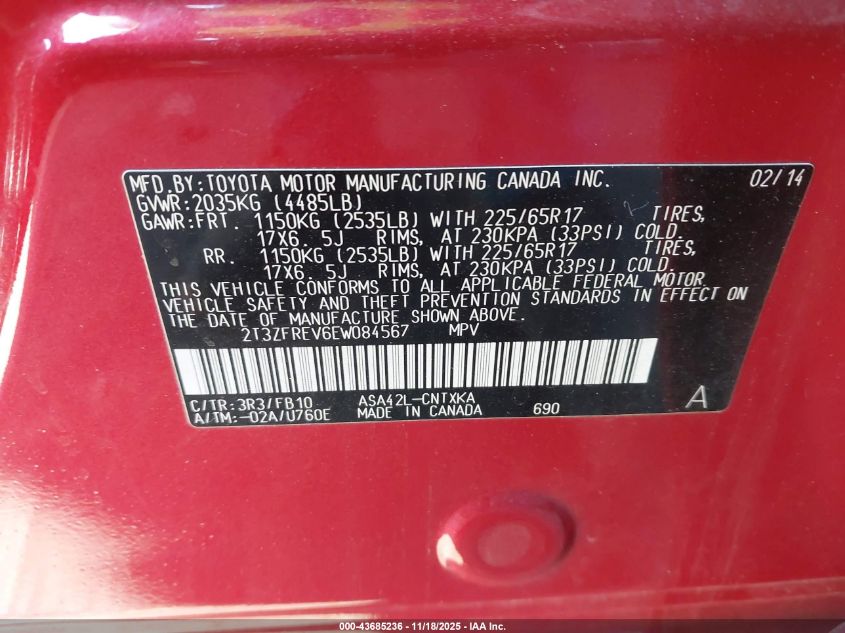 MFD.BY:TOYOTA MOTOR MANUFACTURING CANADA INC. 02/14
GVWR:2035KG (4485LB)
GAWR:FRT. 1150KG (2535LB) WITH 225/65R17 TIRES,
17X6.5J RIMS, AT 230KPA (33PSI) COLD.
RR. 1150KG (2535LB) WITH 225/65R17 TIRES,
17X6.5J RIMS, AT 230KPA (33PSI) COLD.
THIS VEHICLE CONFORMS TO ALL APPLICABLE FEDERAL MOTOR
VEHICLE SAFETY AND THEFT PREVENTION STANDARDS IN EFFECT ON
THE DATE OF MANUFACTURE SHOWN ABOVE.
2T3ZFREV6EW084567 MPV
C/TR:3R3/FB10 ASA42L-CNTXKA
A/TM:-02A/U760E MADE IN CANADA 690 A
000-43685236 - 11/18/2025 - IAA Inc.